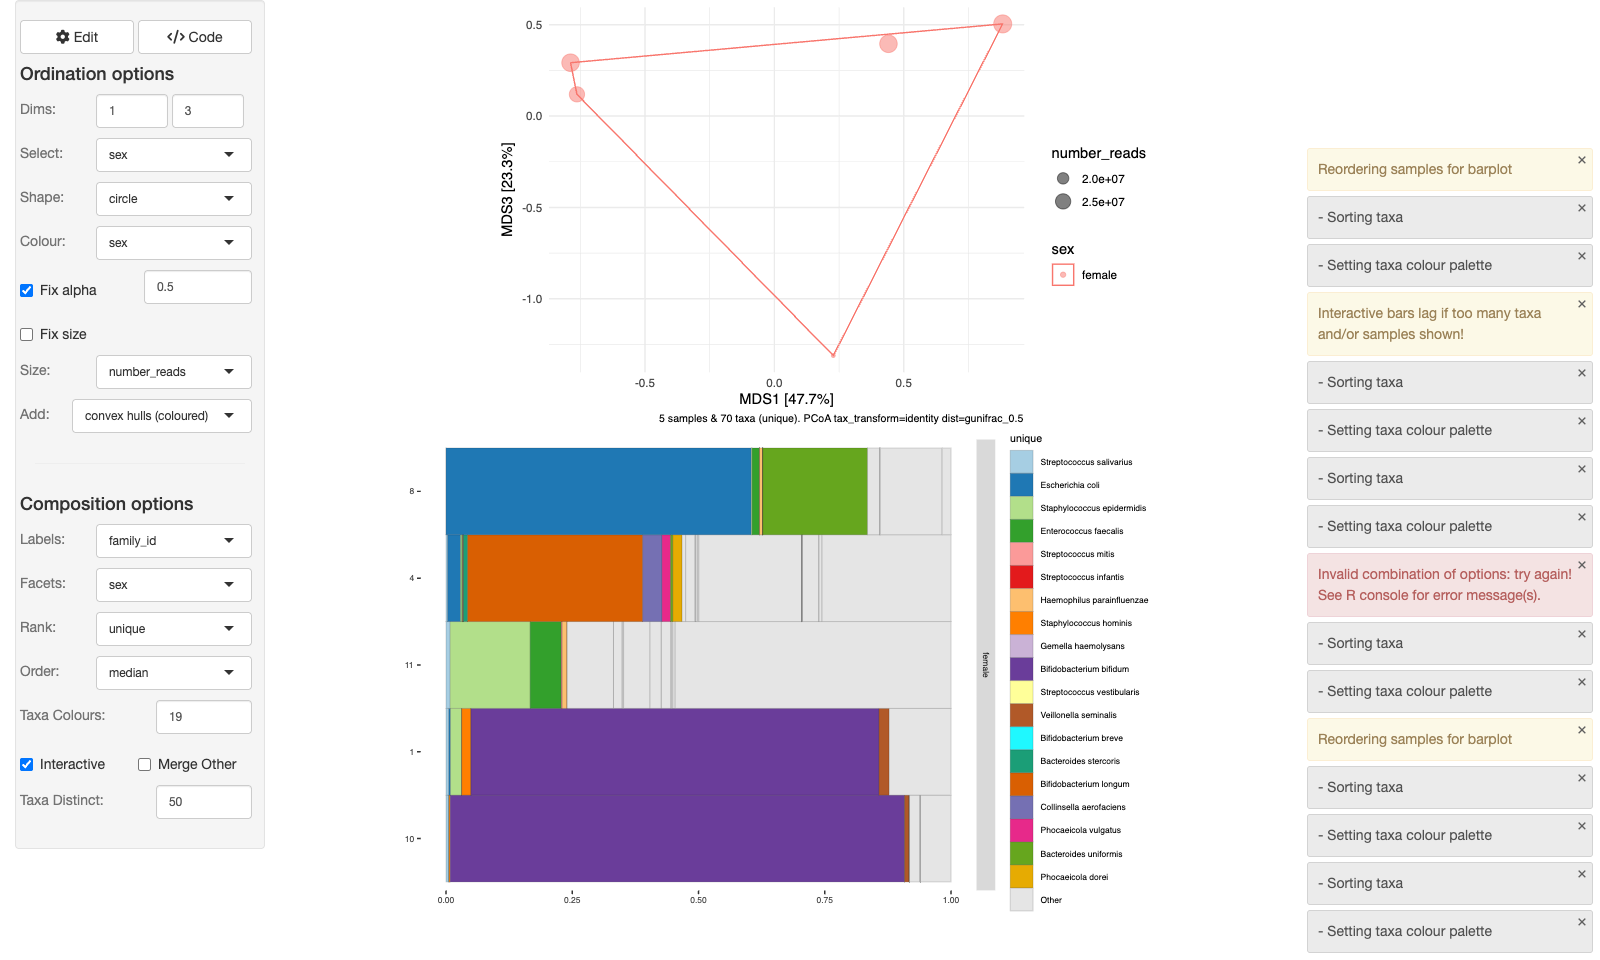 Edit
Code
Ordination options
Dims:
1
3
Select:
sex
Shape:
circle
Colour:
sex
Fix alpha
0.5
Fix size
Size:
number_reads
Add:
convex hulls (coloured)
Composition options
Labels:
family_id
Facets:
sex
Rank:
unique
Order:
median
Taxa Colours:
19
Interactive
Merge Other
Taxa Distinct:
50
0.5
0.0
-0.5
-1.0
MDS3 [23.3%]
-0.5
0.0
0.5
MDS1 [47.7%]
5 samples & 70 taxa (unique). PCoA tax_transform=identity dist=gunifrac_0.5
number_reads
2.0e+07
2.5e+07
sex
female
8
4
11
1
10
0.00
0.25
0.50
0.75
1.00
female
unique
Streptococcus salivarius
Escherichia coli
Staphylococcus epidermidis
Enterococcus faecalis
Streptococcus mitis
Streptococcus infantis
Haemophilus parainfluenzae
Staphylococcus hominis
Gemella haemolysans
Bifidobacterium bifidum
Streptococcus vestibularis
Veillonella seminalis
Bifidobacterium breve
Bacteroides stercoris
Bifidobacterium longum
Collinsella aerofaciens
Phocaeicola vulgatus
Bacteroides uniformis
Phocaeicola dorei
Other
Reordering samples for barplot
- Sorting taxa
- Setting taxa colour palette
Interactive bars lag if too many taxa
and/or samples shown!
- Sorting taxa
- Setting taxa colour palette
- Sorting taxa
- Setting taxa colour palette
Invalid combination of options: try again!
See R console for error message(s).
- Sorting taxa
- Setting taxa colour palette
Reordering samples for barplot
- Sorting taxa
- Setting taxa colour palette
- Sorting taxa
- Setting taxa colour palette